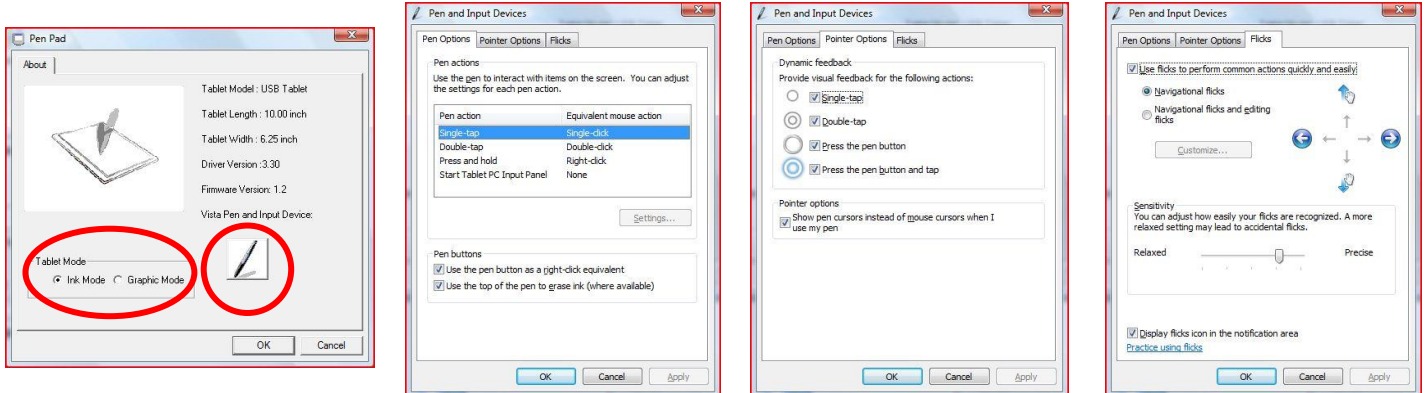 Pen Pad
About
Tablet Model : USB Tablet
Tablet Length : 10.00 inch
Tablet Width : 6.25 inch
Driver Version :3.30
Firmware Version: 1.2
Vista Pen and Input Device:
Tablet Mode
Ink Mode
Graphic Mode
OK
Cancel
Pen and Input Devices
Pen Options
Pointer Options
Flicks
Pen actions
Use the pen to interact with items on the screen. You can adjust
the settings for each pen action.
Pen action
Equivalent mouse action
Single-tap
Single-click
Double-tap
Double-click
Press and hold
Right-click
Start Tablet PC Input Panel
None
Settings...
Pen buttons
Use the pen button as a right-click equivalent
Use the top of the pen to erase ink (where available)
OK
Cancel
Apply
Pen and Input Devices
Pen Options
Pointer Options
Flicks
Dynamic feedback
Provide visual feedback for the following actions:
Single-tap
Double-tap
Press the pen button
Press the pen button and tap
Pointer options
Show pen cursors instead of mouse cursors when I
use my pen
OK
Cancel
Apply
Pen and Input Devices
Pen Options
Pointer Options
Flicks
Use flicks to perform common actions quickly and easily
Navigational flicks
Navigational flicks and editing
flicks
Customize...
Sensitivity
You can adjust how easily your flicks are recognized. A more
relaxed setting may lead to accidental flicks.
Relaxed
Precise
Display flicks icon in the notification area
Practice using flicks
OK
Cancel
Apply